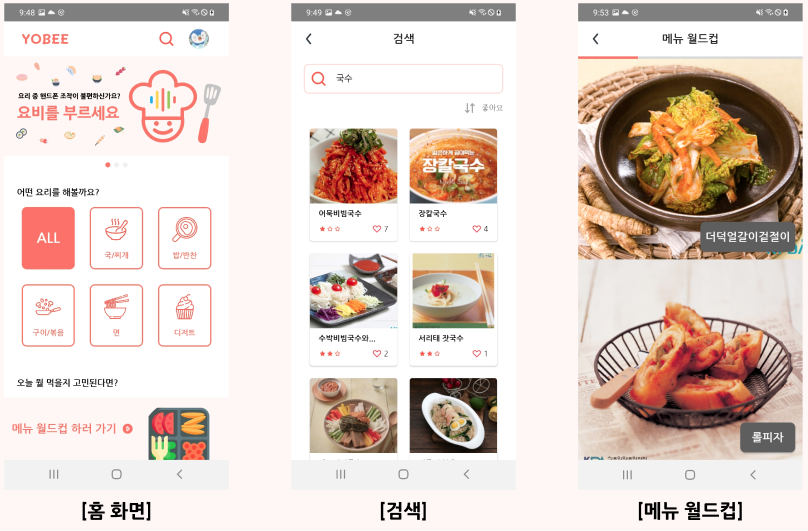 9:48
YOBEE
요리 중 핸드폰 조작이 불편하신가요?
요비를 부르세요
어떤 요리를 해볼까요?
ALL
국/찌개
밥/반찬
구이/볶음
면
디저트
오늘 뭘 먹을지 고민된다면?
메뉴 월드컵 하러 가기
[홈 화면]
9:49
검색
국수
좋아요
장칼국수
어묵비빔국수
7
장칼국수
4
수박비빔국수와...
2
서리태 콩국수
1
[검색]
9:53
메뉴 월드컵
더덕얼갈이겉절이
롤피자
[메뉴 월드컵]